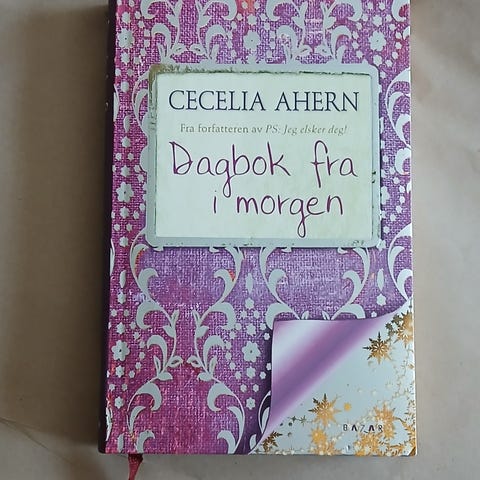 CECELIA AHERN
Fra forfatteren av PS: Jeg elsker deg!
Dagbok fra
i morgen
BAZAR